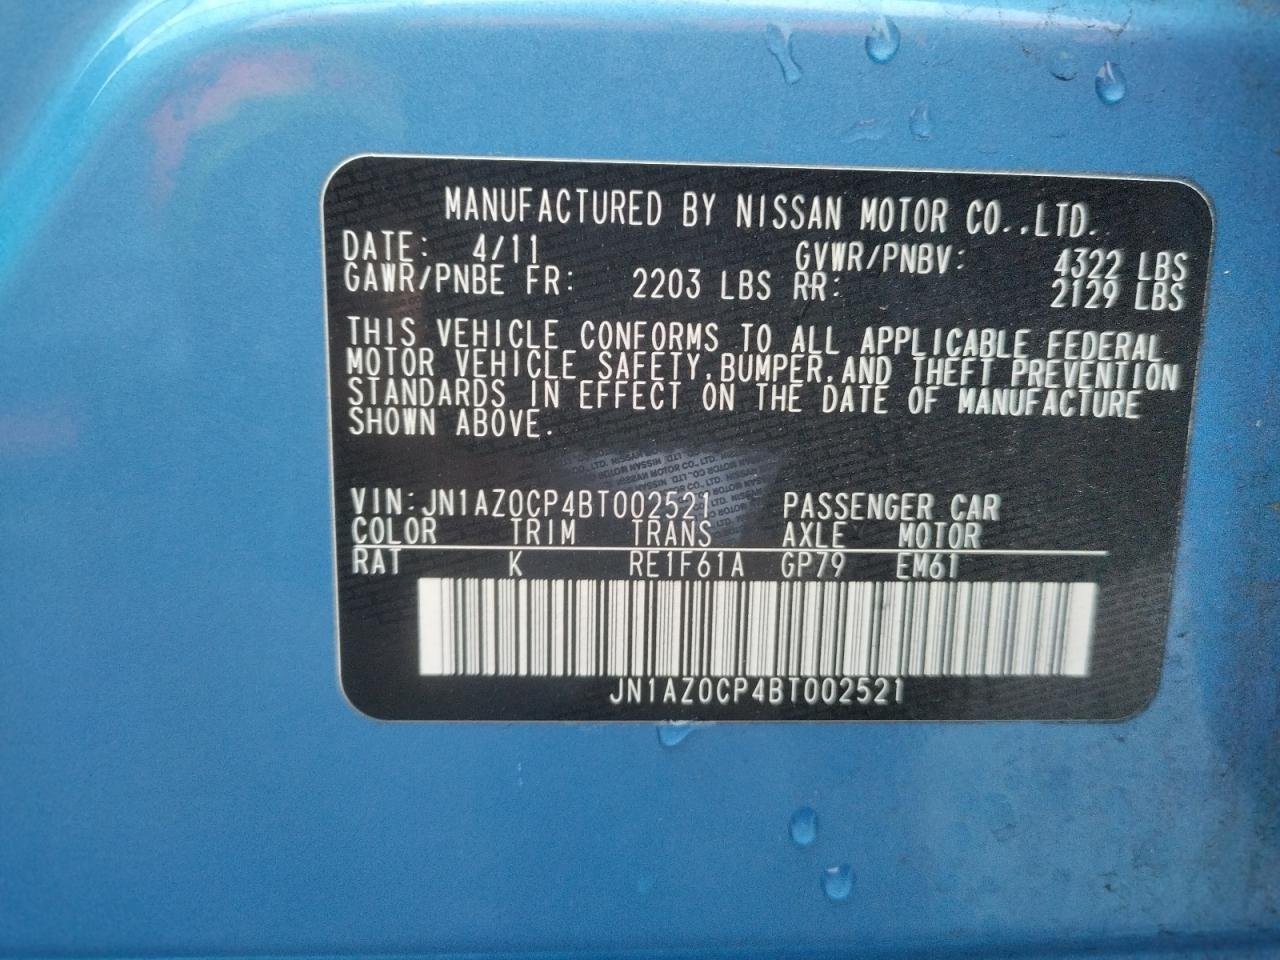 MANUFACTURED BY NISSAN MOTOR CO.,LTD.
DATE: 4/11 GVWR/PNBV: 4322 LBS
GAWR/PNBE FR: 2203 LBS RR: 2129 LBS
THIS VEHICLE CONFORMS TO ALL APPLICABLE FEDERAL
MOTOR VEHICLE SAFETY,BUMPER,AND THEFT PREVENTION
STANDARDS IN EFFECT ON THE DATE OF MANUFACTURE
SHOWN ABOVE.
VIN:JN1AZ0CP4BT002521 PASSENGER CAR
COLOR TRIM TRANS AXLE MOTOR
RAT K RE1F61A GP79 EM61
JN1AZ0CP4BT002521